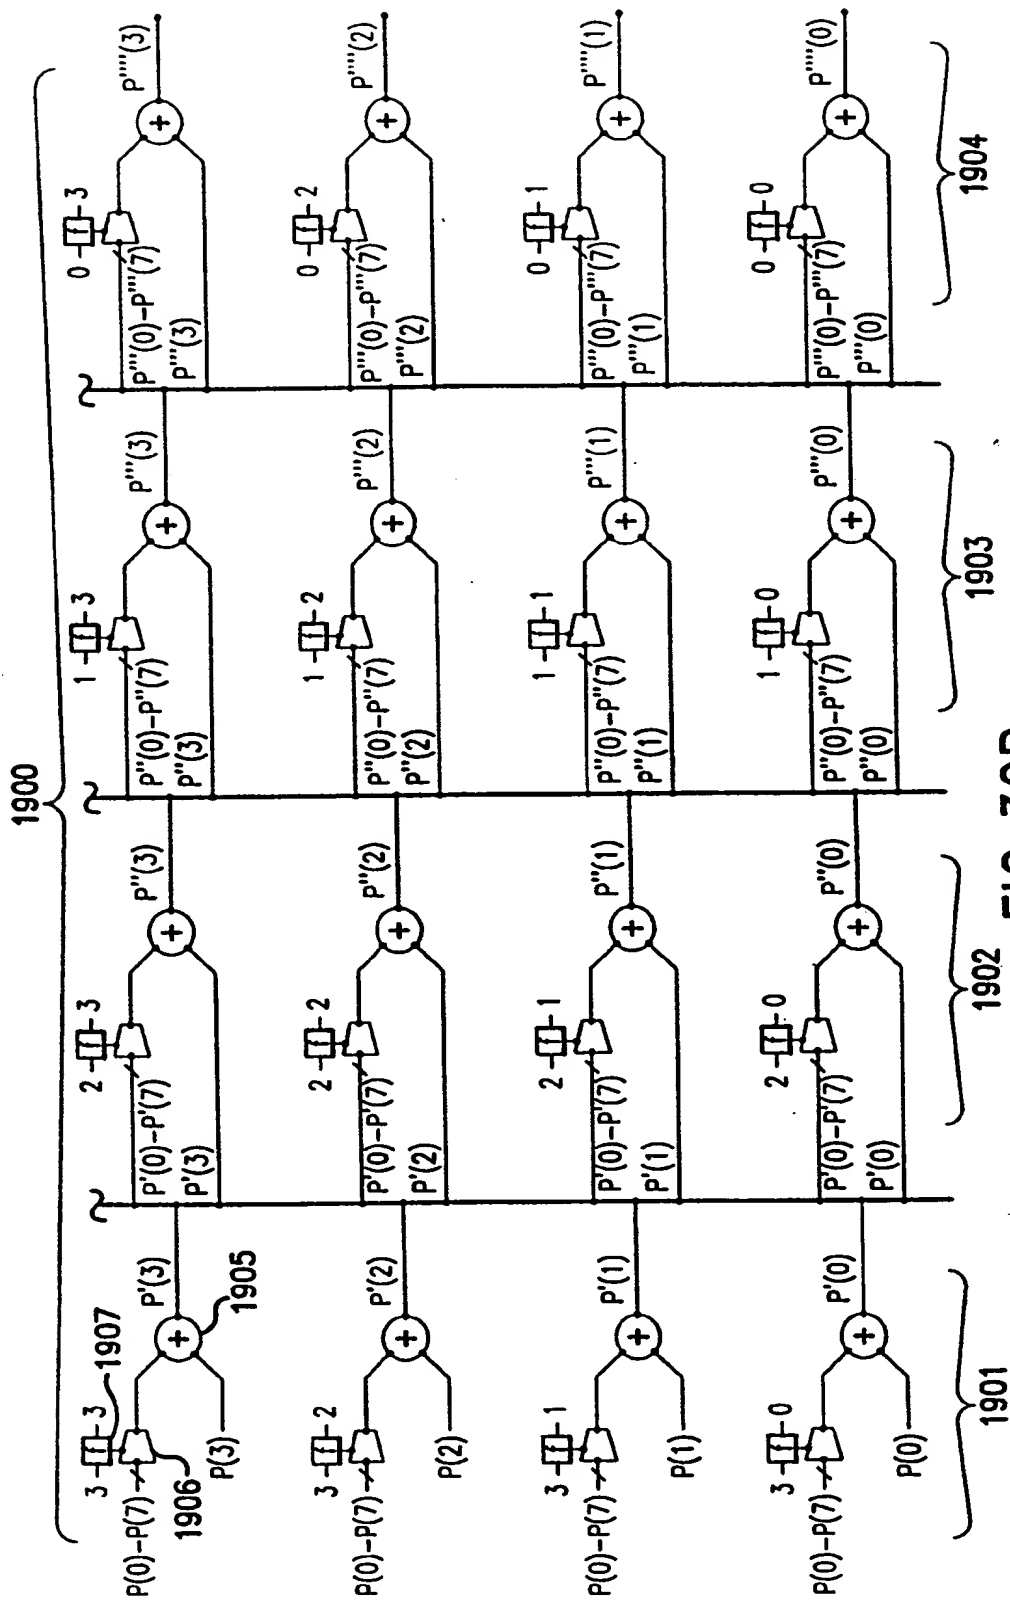 1900
3 3
1907
P(0)–P(7)
1906
P(3)
1905
P'(3)
2 3
P'(0)–P'(7)
P'(3)
P''(3)
1 3
P''(0)–P''(7)
P''(3)
P'''(3)
0 3
P'''(0)–P'''(7)
P'''(3)
P''''(3)
3 2
P(0)–P(7)
P(2)
P'(2)
2 2
P'(0)–P'(7)
P'(2)
P''(2)
1 2
P''(0)–P''(7)
P''(2)
P'''(2)
0 2
P'''(0)–P'''(7)
P'''(2)
P''''(2)
3 1
P(0)–P(7)
P(1)
P'(1)
2 1
P'(0)–P'(7)
P'(1)
P''(1)
1 1
P''(0)–P''(7)
P''(1)
P'''(1)
0 1
P'''(0)–P'''(7)
P'''(1)
P''''(1)
3 0
P(0)–P(7)
P(0)
P'(0)
2 0
P'(0)–P'(7)
P'(0)
P''(0)
1 0
P''(0)–P''(7)
P''(0)
P'''(0)
0 0
P'''(0)–P'''(7)
P'''(0)
P''''(0)
1901
1902
1903
1904